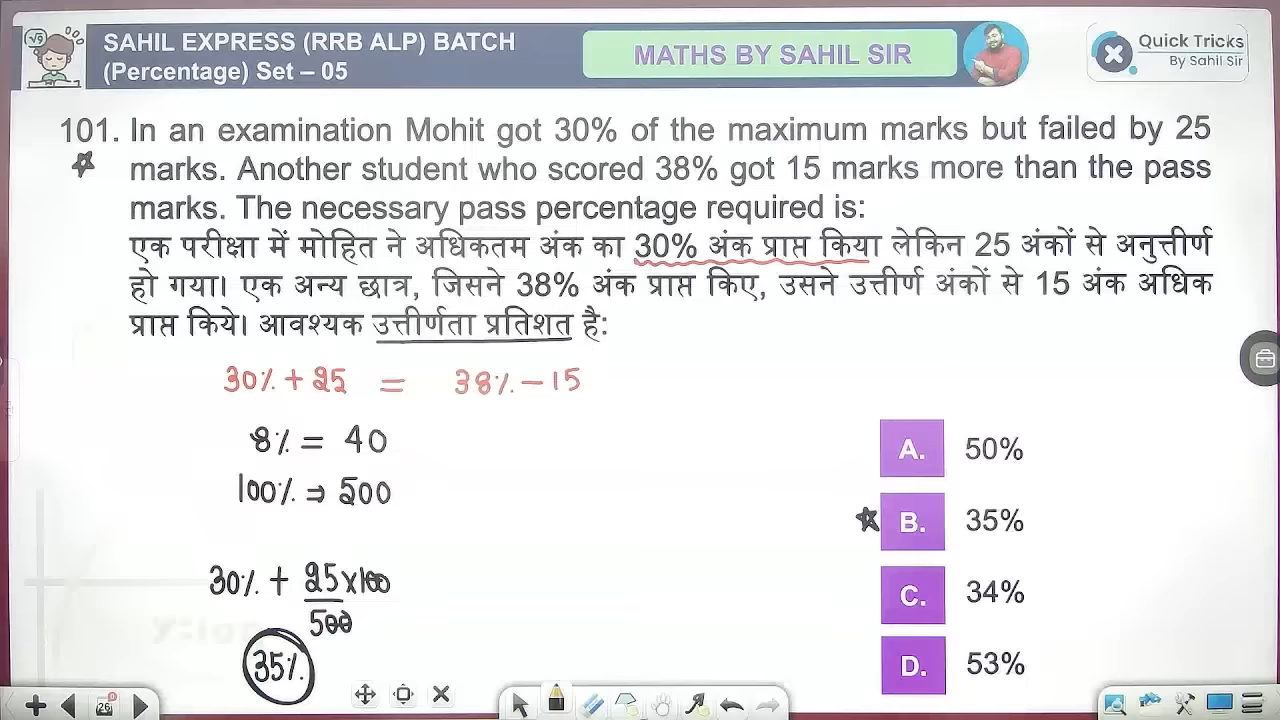 √9
SAHIL EXPRESS (RRB ALP) BATCH
(Percentage) Set – 05
MATHS BY SAHIL SIR
Quick Tricks
By Sahil Sir
101. In an examination Mohit got 30% of the maximum marks but failed by 25
marks. Another student who scored 38% got 15 marks more than the pass
marks. The necessary pass percentage required is:
एक परीक्षा में मोहित ने अधिकतम अंक का 30% अंक प्राप्त किया लेकिन 25 अंकों से अनुत्तीर्ण
हो गया। एक अन्य छात्र, जिसने 38% अंक प्राप्त किए, उसने उत्तीर्ण अंकों से 15 अंक अधिक
प्राप्त किये। आवश्यक उत्तीर्णता प्रतिशत है:
30% + 25 = 38% – 15
8% = 40
100% ⇒ 500
30% + 25x100
500
35%
A. 50%
B. 35%
C. 34%
D. 53%
26